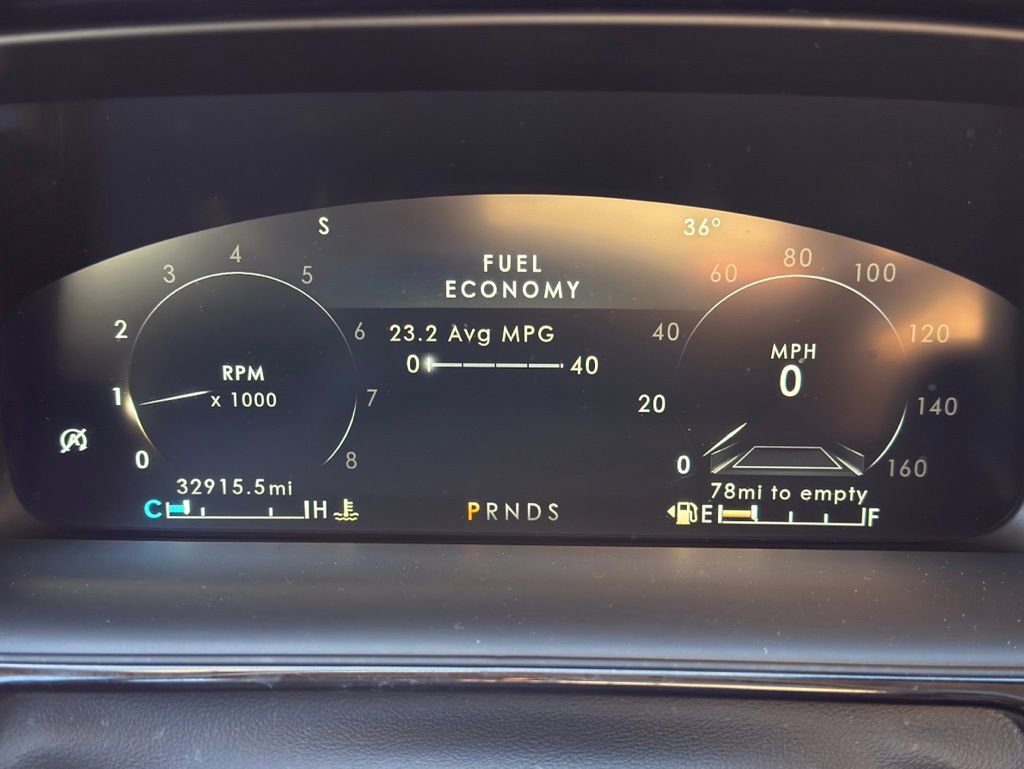 S
36°
FUEL
ECONOMY
23.2 Avg MPG
0 40
0 1 2 3 4 5 6 7 8
RPM
x 1000
0 20 40 60 80 100 120 140 160
MPH
0
A
32915.5mi
C H
PRNDS
78mi to empty
E F